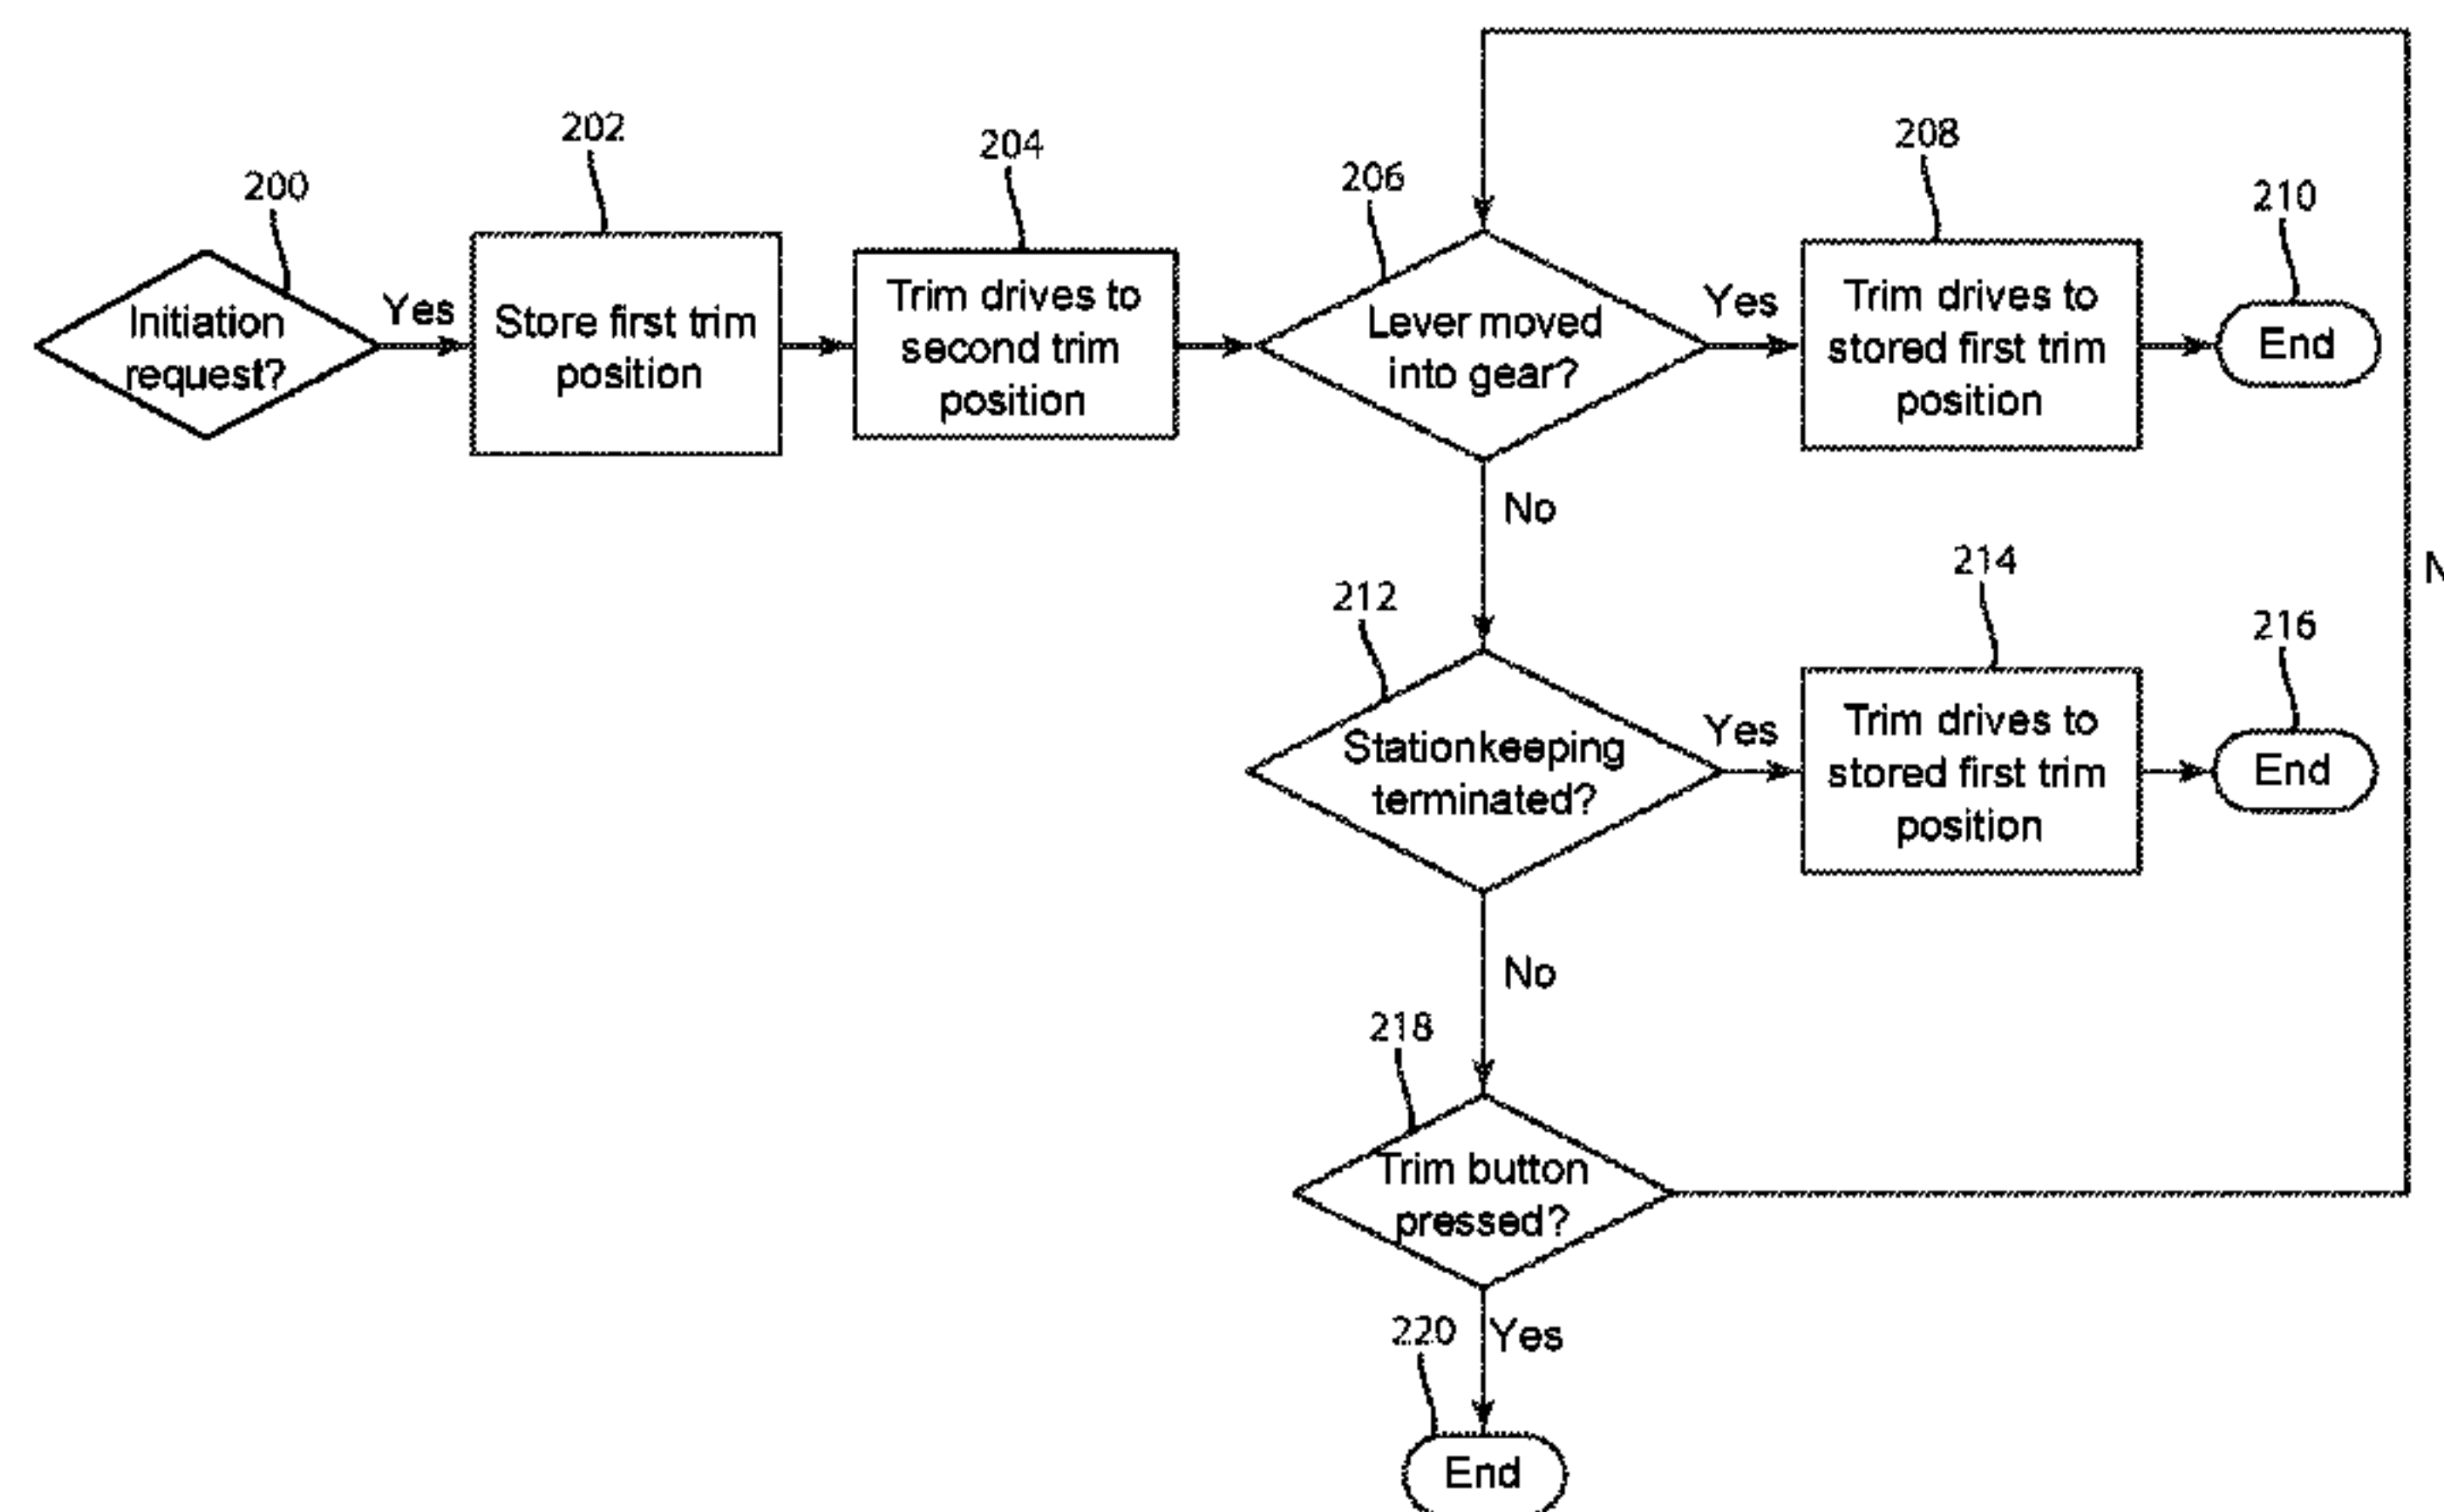 200
Initiation
request?
Yes
202
Store first trim
position
204
Trim drives to
second trim
position
206
Lever moved
into gear?
Yes
208
Trim drives to
stored first trim
position
210
End
No
212
Stationkeeping
terminated?
Yes
214
Trim drives to
stored first trim
position
216
End
No
218
Trim button
pressed?
220
Yes
End